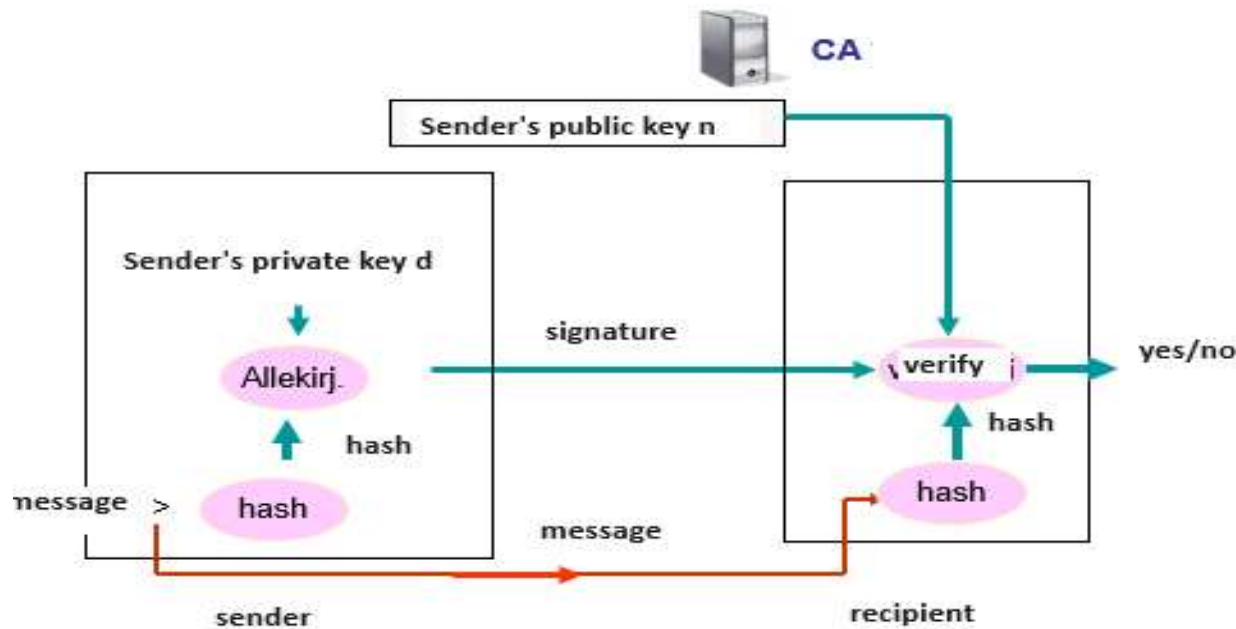 CA
Sender's public key n
Sender's private key d
signature
Allekirj.
verify
yes/no
hash
hash
message >
hash
hash
message
sender
recipient